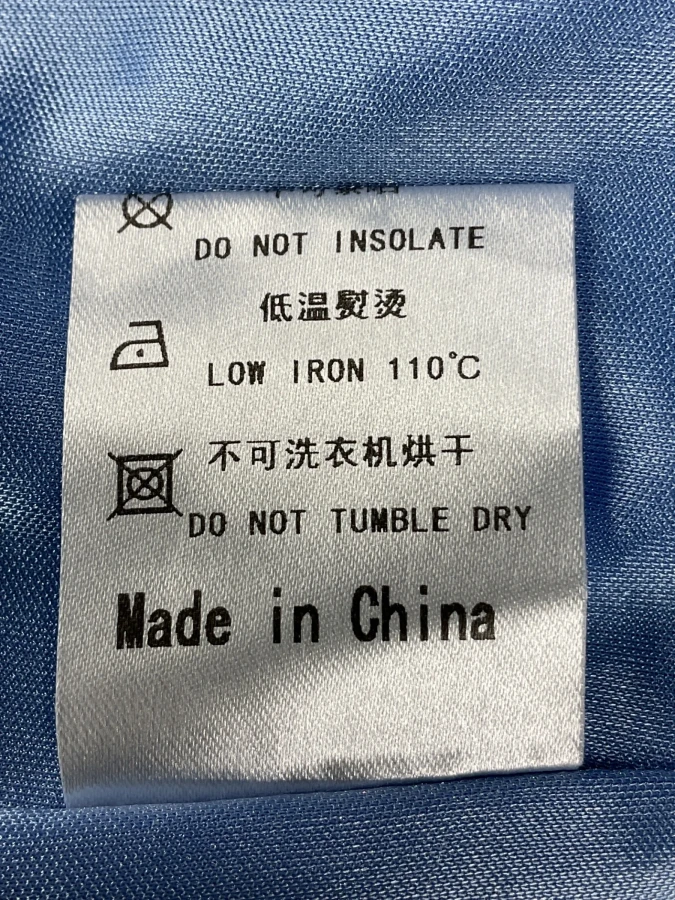 DO NOT INSOLATE
低温熨烫
LOW IRON 110℃
不可洗衣机烘干
DO NOT TUMBLE DRY
Made in China